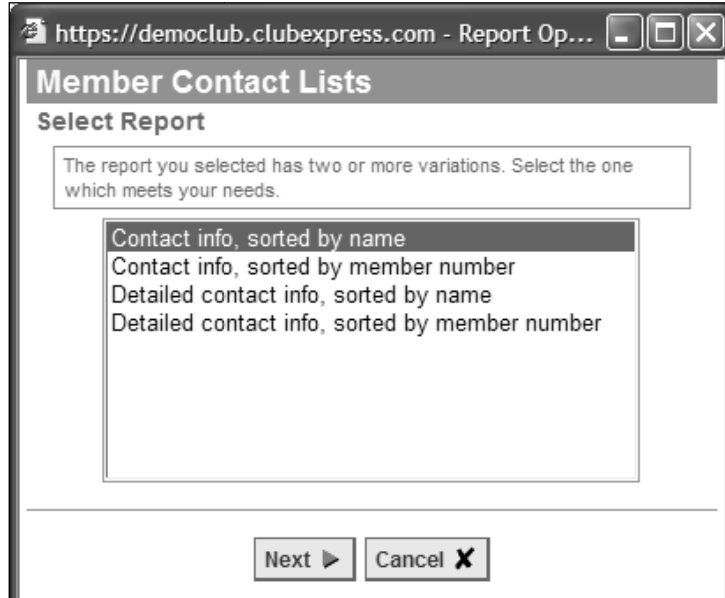 https://democlub.clubexpress.com - Report Op...
Member Contact Lists
Select Report
The report you selected has two or more variations. Select the one
which meets your needs.
Contact info, sorted by name
Contact info, sorted by member number
Detailed contact info, sorted by name
Detailed contact info, sorted by member number
Next
Cancel